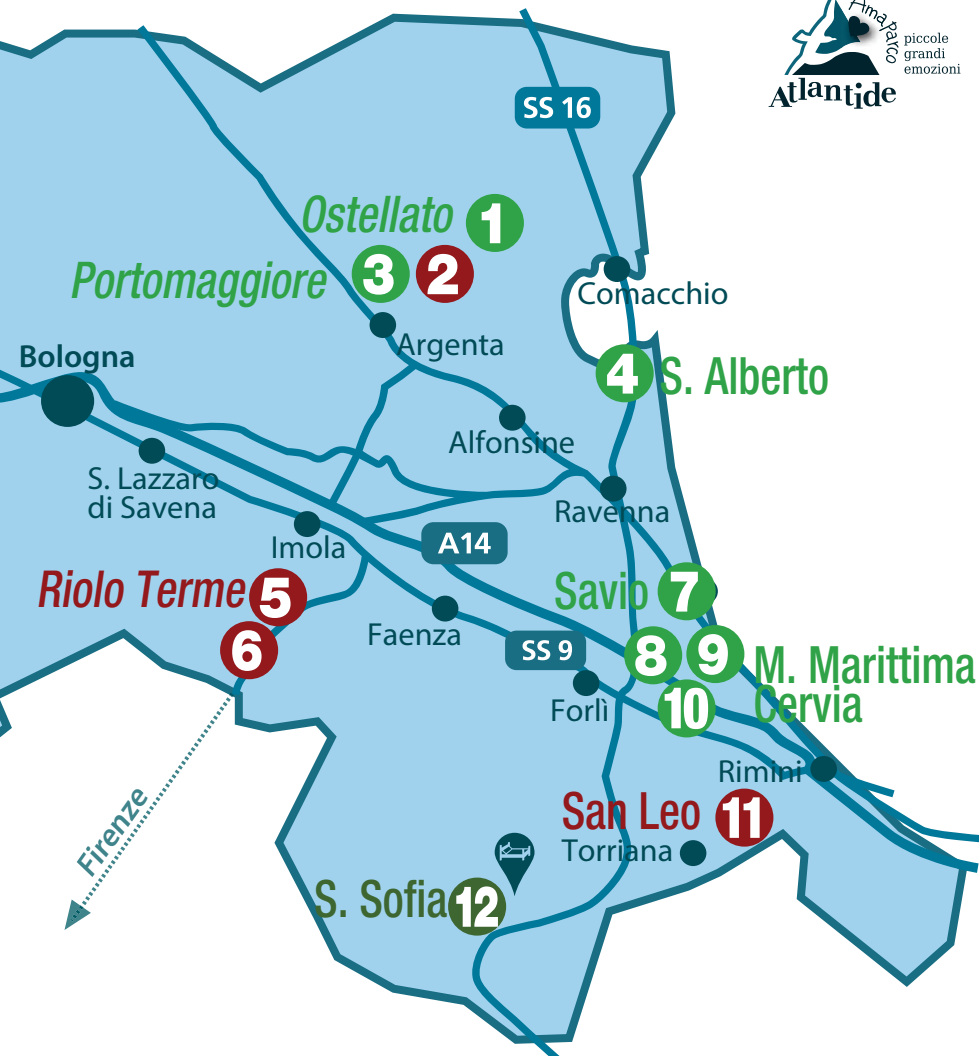 Ama Parco
piccole
grandi
emozioni
Atlantide
SS 16
Ostellato 1
Portomaggiore 3 2
Comacchio
Argenta
Bologna
4 S. Alberto
Alfonsine
S. Lazzaro
di Savena
Ravenna
Imola
A14
Riolo Terme 5
Savio 7
6
Faenza
SS 9
8 9 M. Marittima
10 Cervia
Forlì
Rimini
San Leo 11
Torriana
Firenze
S. Sofia 12